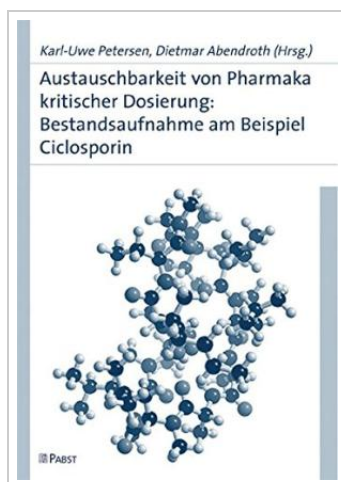 Karl-Uwe Petersen, Dietmar Abendroth (Hrsg.)
Austauschbarkeit von Pharmaka
kritischer Dosierung:
Bestandsaufnahme am Beispiel
Ciclosporin
PABST